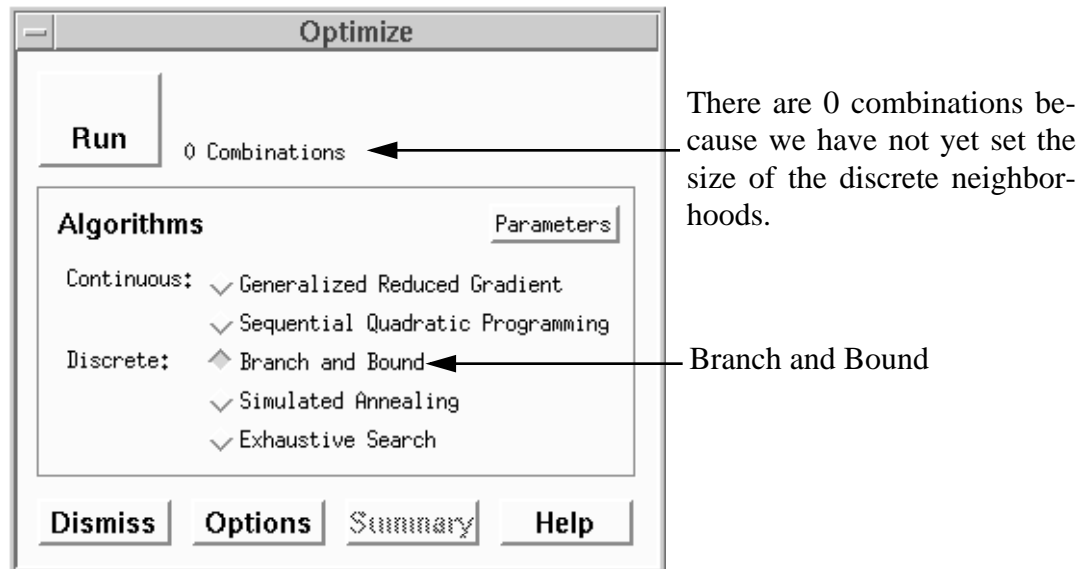 Optimize
Run
0 Combinations
There are 0 combinations be-
cause we have not yet set the
size of the discrete neighbor-
hoods.
Algorithms
Parameters
Continuous:
Generalized Reduced Gradient
Sequential Quadratic Programming
Discrete:
Branch and Bound
Branch and Bound
Simulated Annealing
Exhaustive Search
Dismiss
Options
Summary
Help